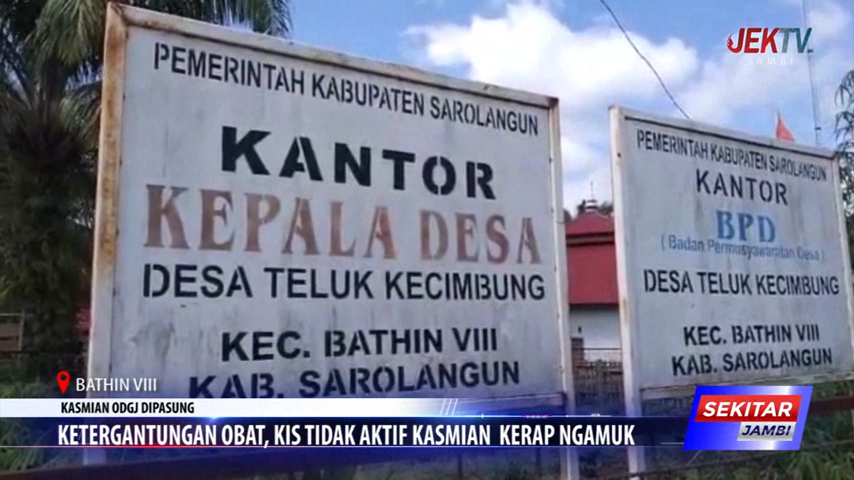 JEKTV
JAMBI
PEMERINTAH KABUPATEN SAROLANGUN
KANTOR
KEPALA DESA
DESA TELUK KECIMBUNG
KEC. BATHIN VIII
KAB. SAROLANGUN
PEMERINTAH KABUPATEN SAROLANGUN
KANTOR
BPD
( Badan Permusyawaratan Desa )
DESA TELUK KECIMBUNG
KEC. BATHIN VIII
KAB. SAROLANGUN
BATHIN VIII
KASMIAN ODGJ DIPASUNG
KETERGANTUNGAN OBAT, KIS TIDAK AKTIF KASMIAN KERAP NGAMUK
SEKITAR
JAMBI